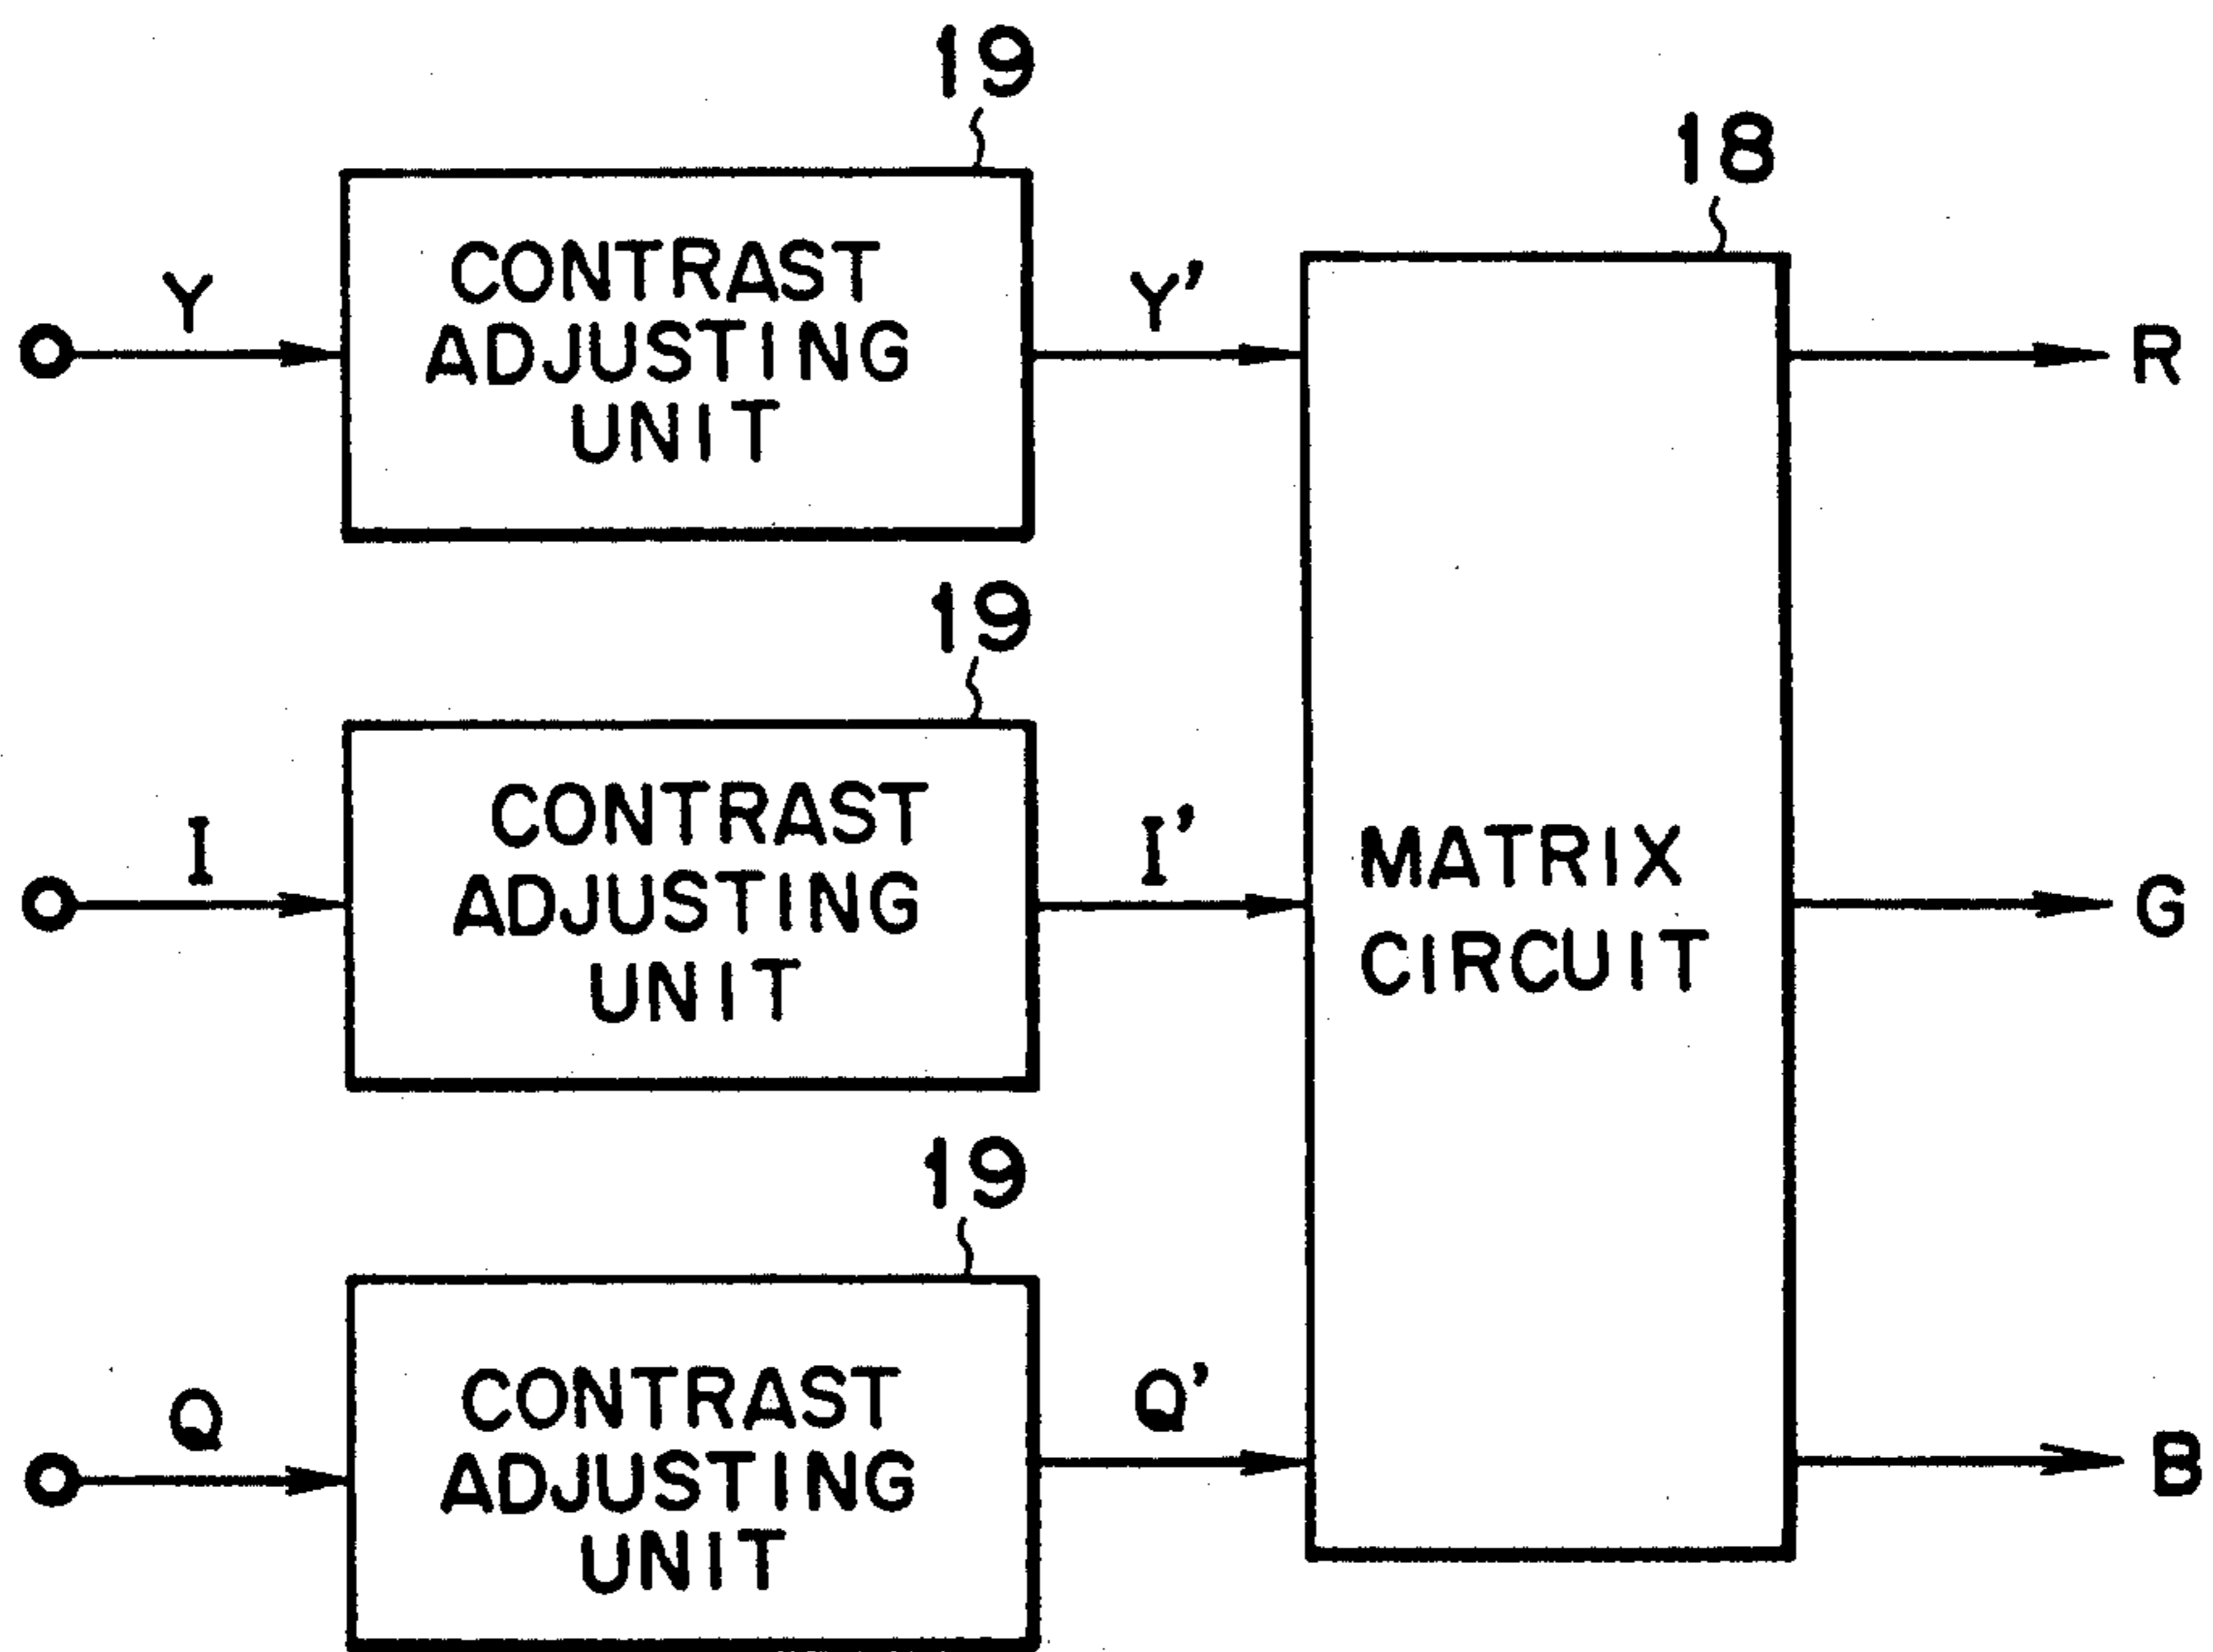 19
18
Y
CONTRAST
ADJUSTING
UNIT
Y'
R
19
I
CONTRAST
ADJUSTING
UNIT
I'
MATRIX
CIRCUIT
G
19
Q
CONTRAST
ADJUSTING
UNIT
Q'
B